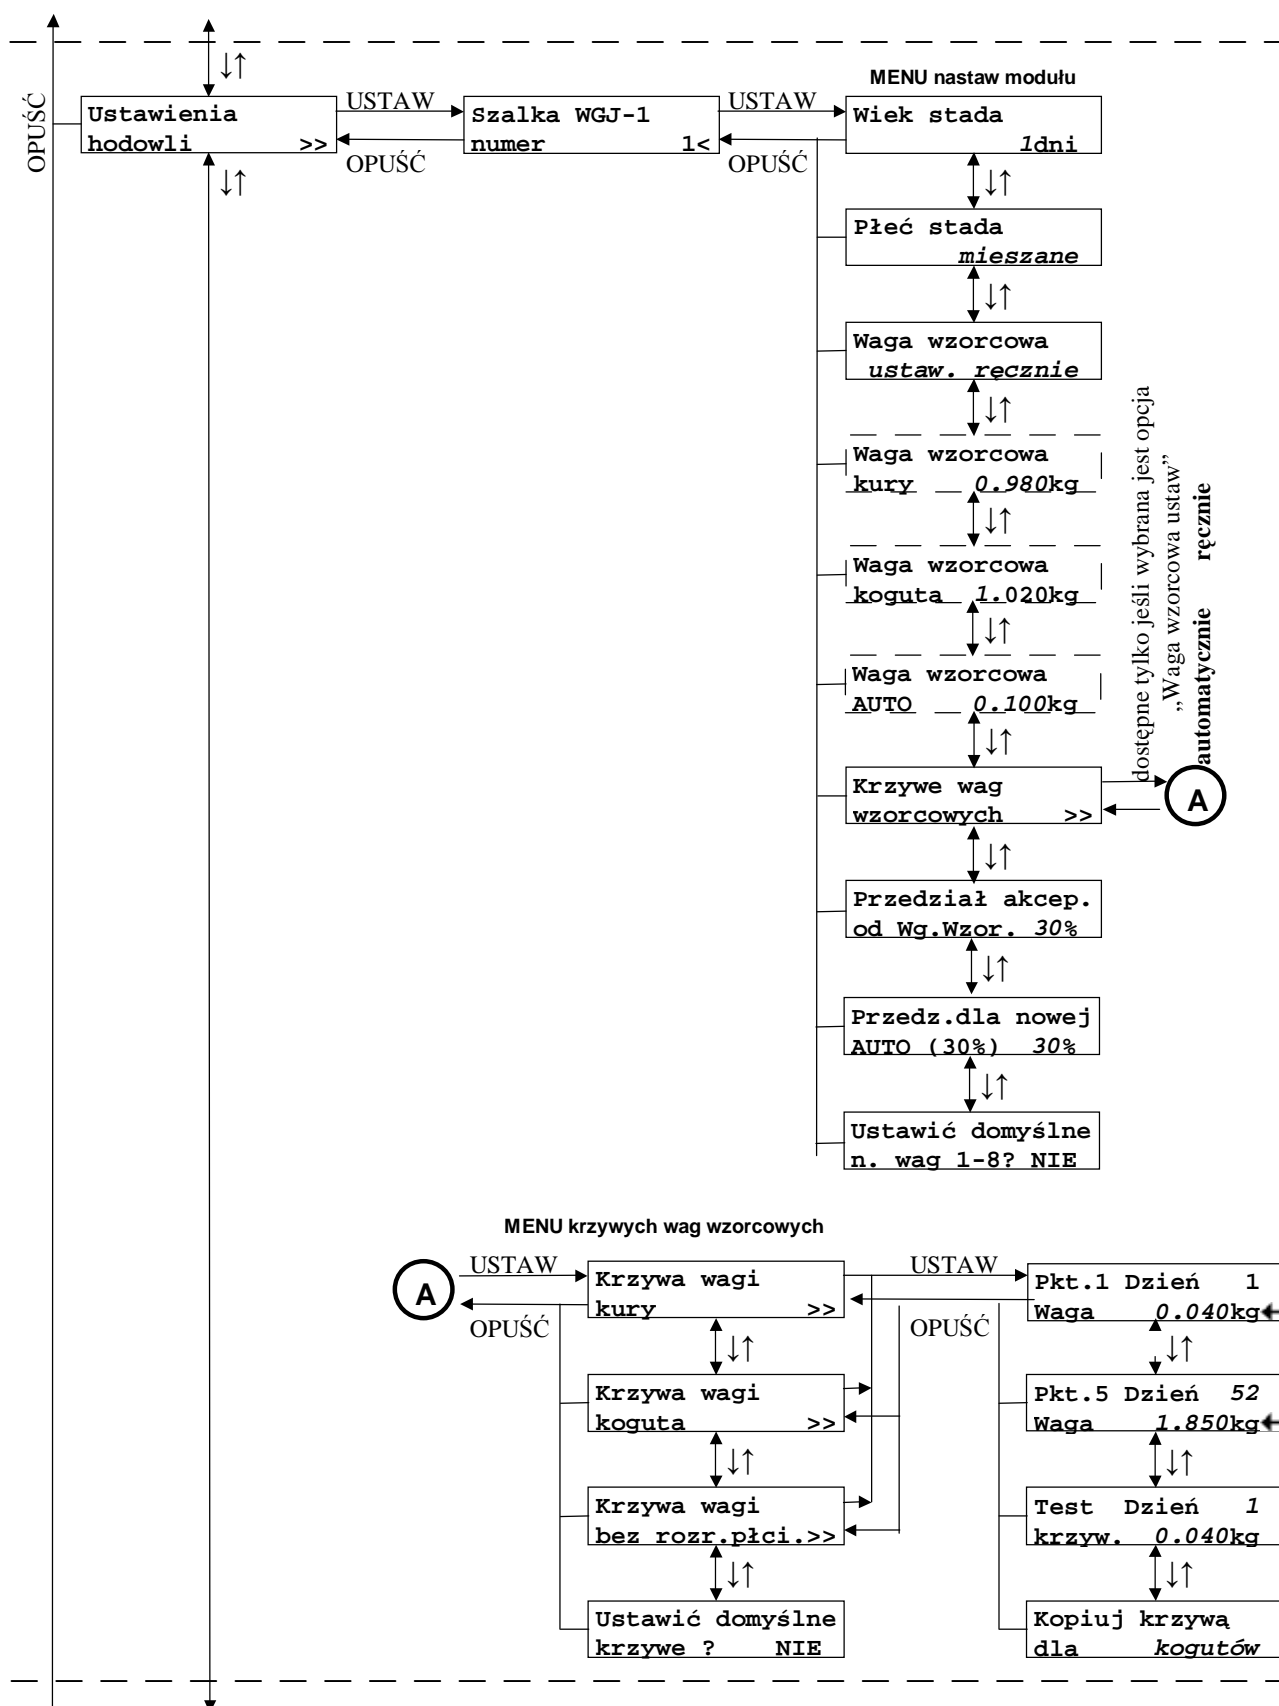 OPUŚĆ
↓↑
Ustawienia
hodowli >>
USTAW
OPUŚĆ
Szalka WGJ-1
numer 1<
USTAW
OPUŚĆ
MENU nastaw modułu
Wiek stada
1dni
↓↑
↓↑
Płeć stada
mieszane
↓↑
Waga wzorcowa
ustaw. ręcznie
↓↑
Waga wzorcowa
kury 0.980kg
↓↑
Waga wzorcowa
koguta 1.020kg
↓↑
Waga wzorcowa
AUTO 0.100kg
↓↑
dostępne tylko jeśli wybrana jest opcja
„Waga wzorcowa ustaw”
automatycznie ręcznie
Krzywe wag
wzorcowych >>
A
↓↑
Przedział akcep.
od Wg.Wzor. 30%
↓↑
Przedz.dla nowej
AUTO (30%) 30%
↓↑
Ustawić domyślne
n. wag 1-8? NIE
MENU krzywych wag wzorcowych
A
USTAW
OPUŚĆ
Krzywa wagi
kury >>
↓↑
Krzywa wagi
koguta >>
↓↑
Krzywa wagi
bez rozr.płci.>>
↓↑
Ustawić domyślne
krzywe ? NIE
USTAW
OPUŚĆ
Pkt.1 Dzień 1
Waga 0.040kg
↓↑
Pkt.5 Dzień 52
Waga 1.850kg
↓↑
Test Dzień 1
krzyw. 0.040kg
↓↑
Kopiuj krzywą
dla kogutów